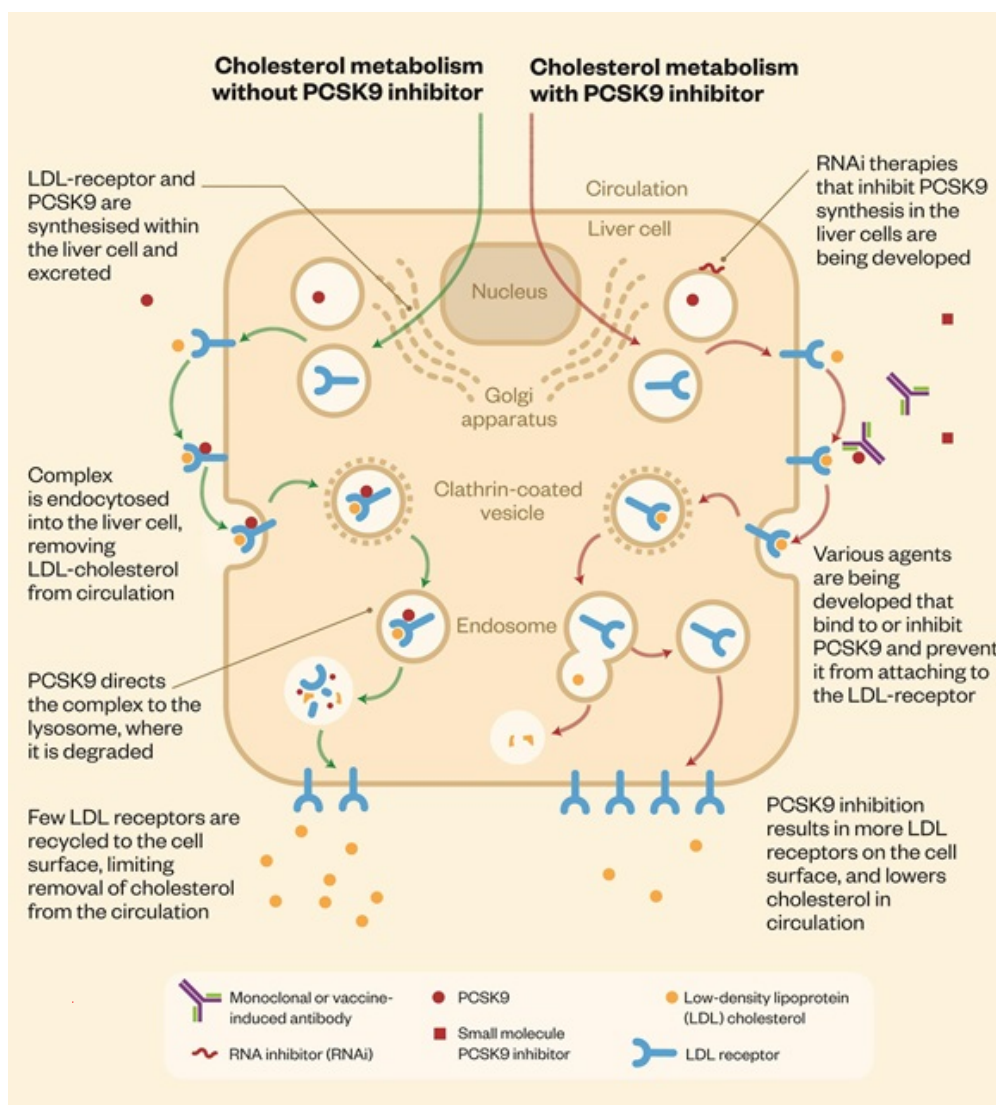 Cholesterol metabolism
without PCSK9 inhibitor
Cholesterol metabolism
with PCSK9 inhibitor
LDL-receptor and
PCSK9 are
synthesised within
the liver cell and
excreted
Circulation
Liver cell
RNAi therapies
that inhibit PCSK9
synthesis in the
liver cells are
being developed
Nucleus
Golgi
apparatus
Complex
is endocytosed
into the liver cell,
removing
LDL-cholesterol
from circulation
Clathrin-coated
vesicle
Various agents
are being
developed that
bind to or inhibit
PCSK9 and prevent
it from attaching to
the LDL-receptor
Endosome
PCSK9 directs
the complex to the
lysosome, where
it is degraded
Few LDL receptors are
recycled to the cell
surface, limiting
removal of cholesterol
from the circulation
PCSK9 inhibition
results in more LDL
receptors on the cell
surface, and lowers
cholesterol in
circulation
Monoclonal or vaccine-
induced antibody
RNA inhibitor (RNAi)
PCSK9
Small molecule
PCSK9 inhibitor
Low-density lipoprotein
(LDL) cholesterol
LDL receptor